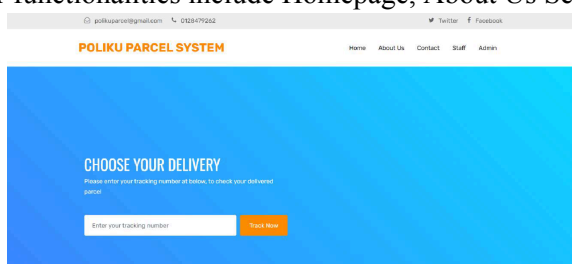 functionalities include Homepage, About Us Se
polikuparcel@gmail.com 0128479262 Twitter Facebook
POLIKU PARCEL SYSTEM Home About Us Contact Staff Admin
CHOOSE YOUR DELIVERY
Please enter your tracking number at below, to check your delivered
parcel
Enter your tracking number Track Now